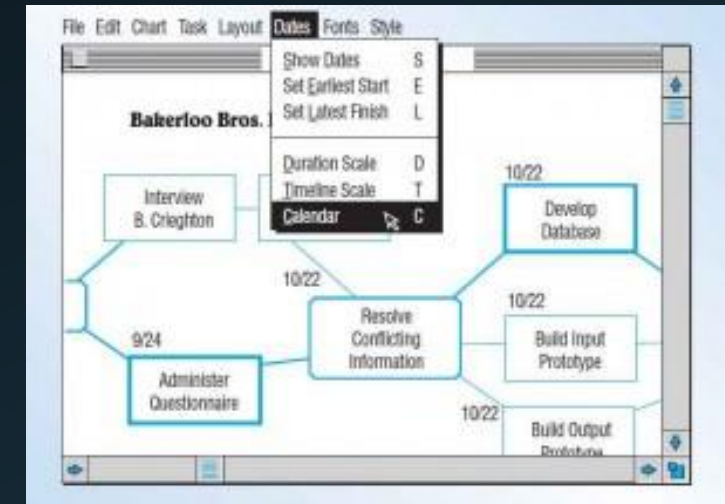 File Edit Chart Task Layout Dates Fonts Style
Show Dates S
Set Earliest Start E
Set Latest Finish L
Duration Scale D
Timeline Scale T
Calendar C
Bakerloo Bros.
Interview
B. Crieghton
10/22
Develop
Database
10/22
Resolve
Conflicting
Information
10/22
Build Input
Prototype
9/24
Administer
Questionnaire
10/22
Build Output
Prototype